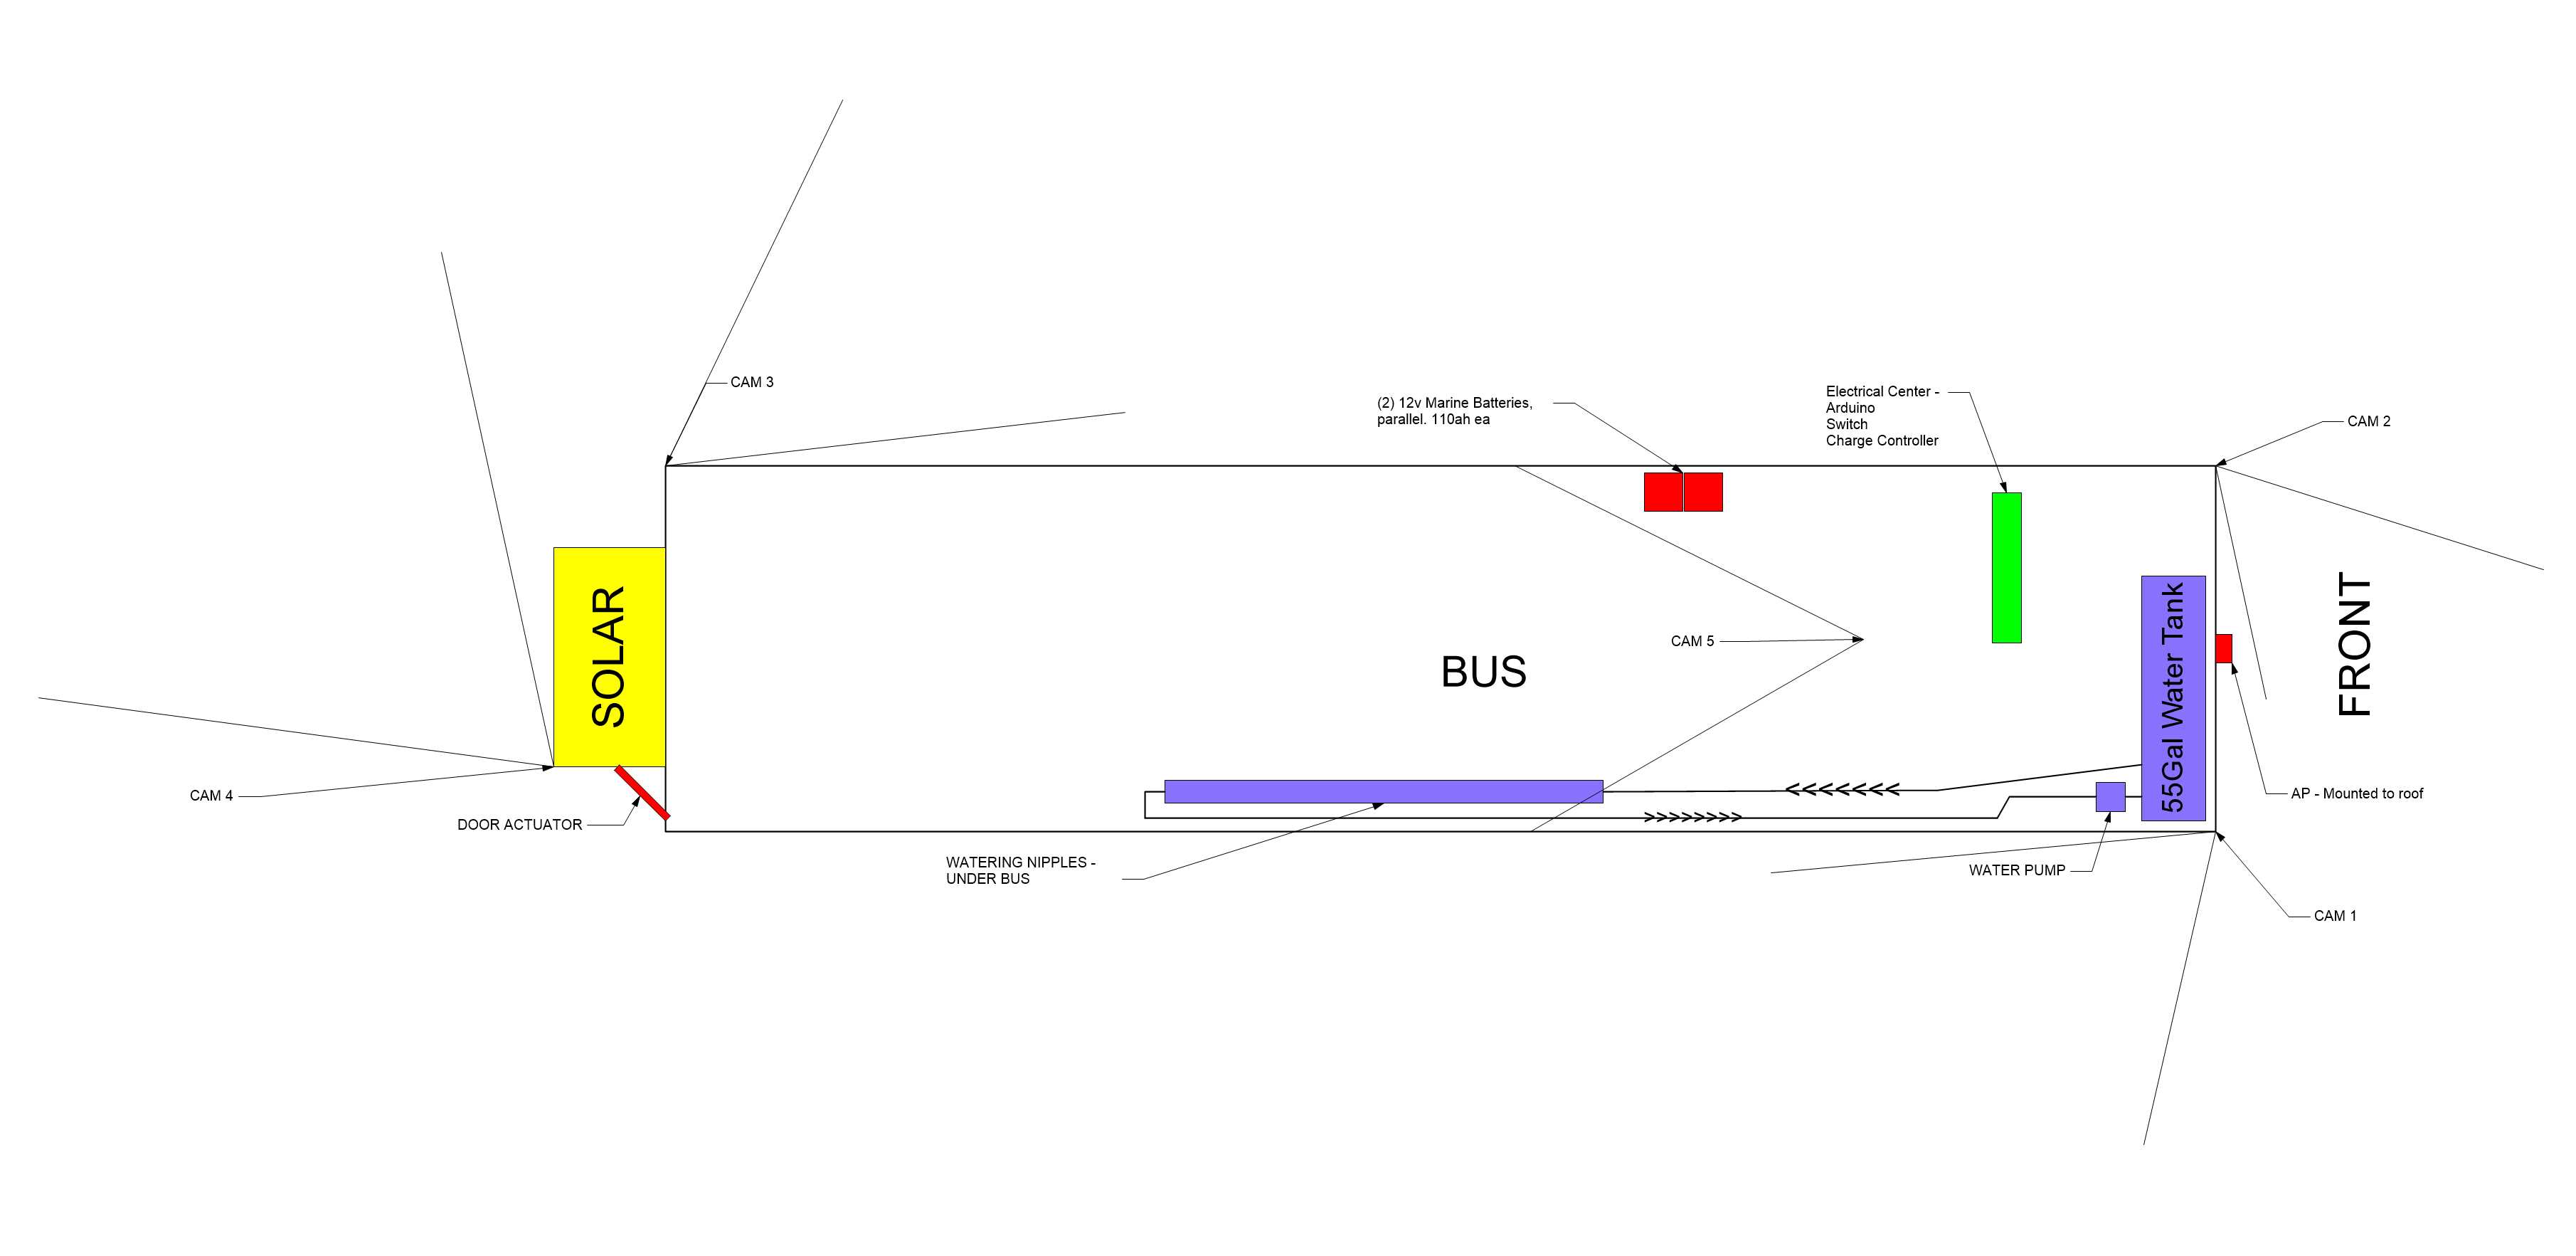 CAM 3
(2) 12v Marine Batteries,
parallel. 110ah ea
Electrical Center -
Arduino
Switch
Charge Controller
CAM 2
SOLAR
BUS
CAM 5
55Gal Water Tank
FRONT
CAM 4
DOOR ACTUATOR
<<<<<<<
>>>>>>>>
AP - Mounted to roof
WATERING NIPPLES -
UNDER BUS
WATER PUMP
CAM 1